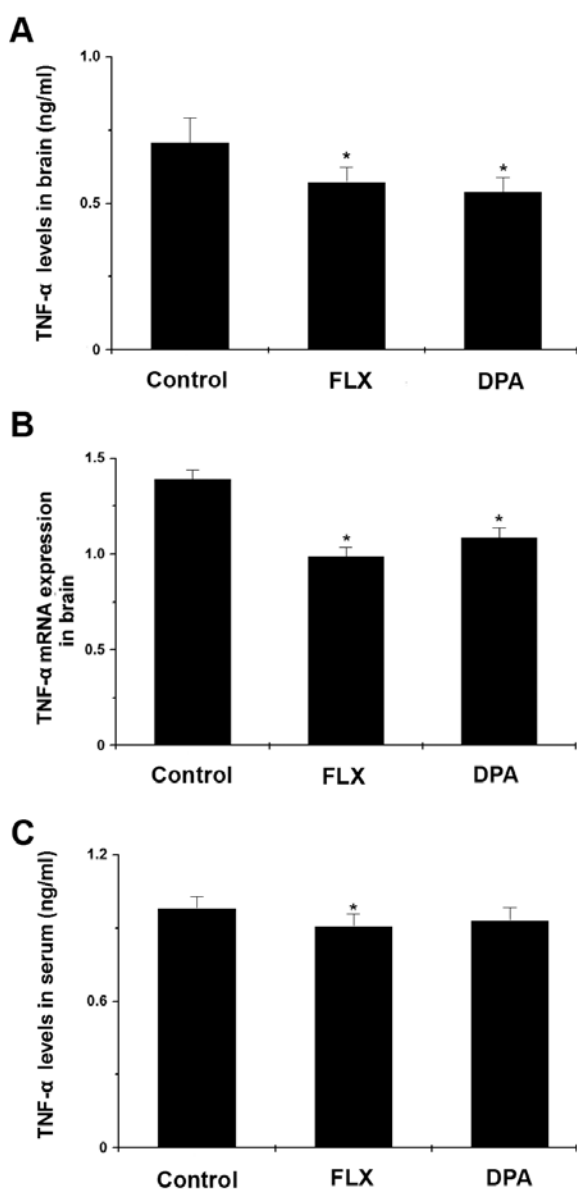 A
TNF-α levels in brain (ng/ml)
1.0
0.5
0
*
*
Control
FLX
DPA
B
TNF-α mRNA expression
in brain
1.5
1.0
0.5
0
*
*
Control
FLX
DPA
C
TNF-α levels in serum (ng/ml)
1.2
0.6
0
*
Control
FLX
DPA